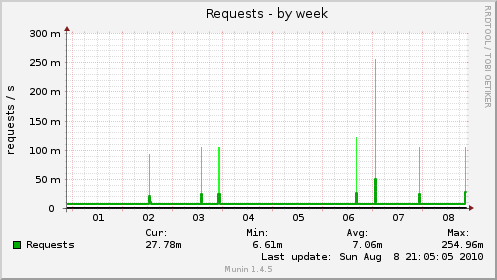 Requests - by week
RRDTOOL / TOBI OETIKER
requests / s
300 m
250 m
200 m
150 m
100 m
50 m
0
01 02 03 04 05 06 07 08
Cur: Min: Avg: Max:
Requests 27.78m 6.61m 7.06m 254.96m
Last update: Sun Aug 8 21:05:05 2010
Munin 1.4.5